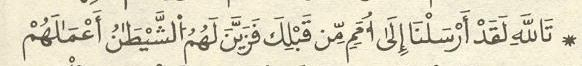 * تَاللَّهِ لَقَدْ أَرْسَلْنَا إِلَىٰ أُمَمٍ مِّن قَبْلِكَ فَزَيَّنَ لَهُمُ الشَّيْطَٰنُ أَعْمَٰلَهُمْ